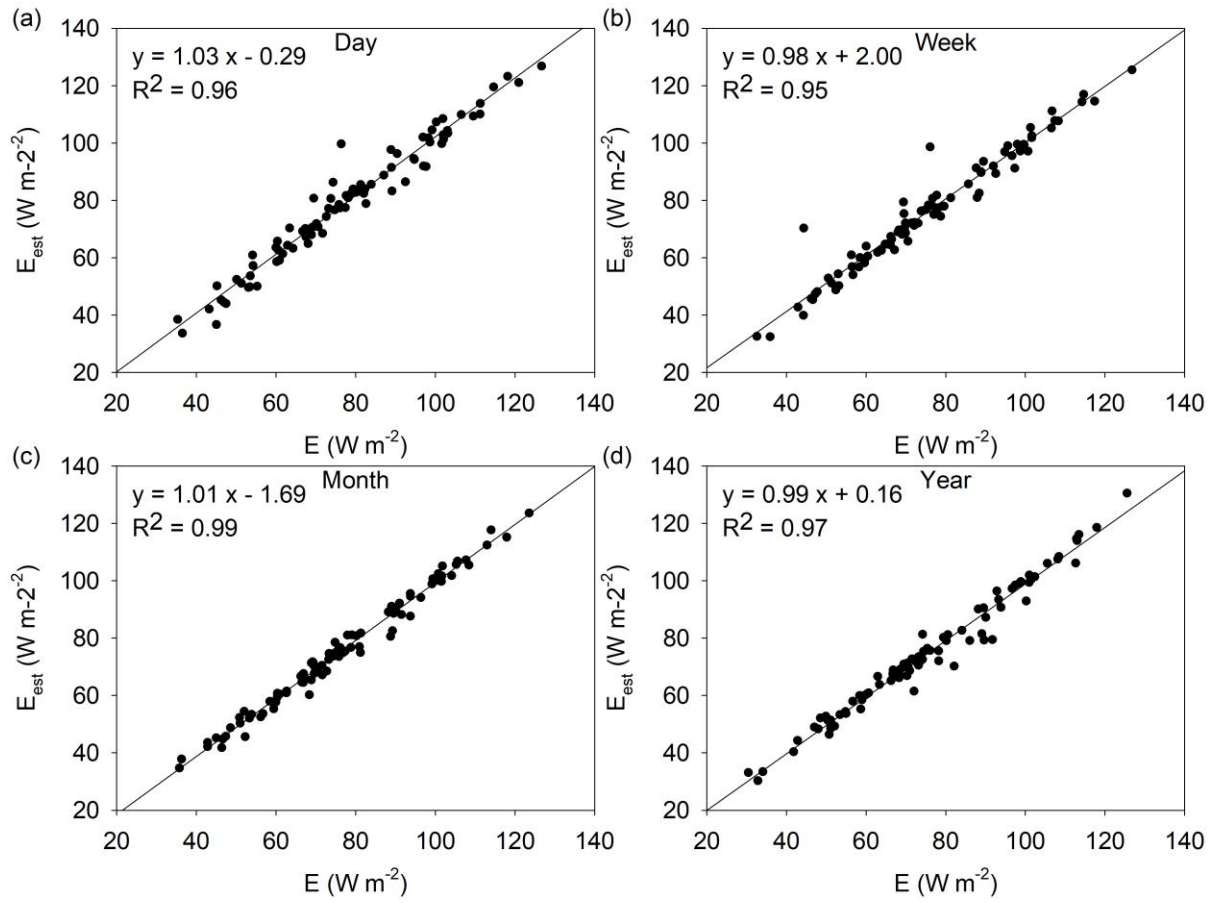 (a)
Day
y = 1.03 x - 0.29
R2 = 0.96
140
120
100
80
60
40
20
Eest (W m-2-2)
20 40 60 80 100 120 140
E (W m-2)
(b)
Week
y = 0.98 x + 2.00
R2 = 0.95
140
120
100
80
60
40
20
Eest (W m-2-2)
20 40 60 80 100 120 140
E (W m-2)
(c)
Month
y = 1.01 x - 1.69
R2 = 0.99
140
120
100
80
60
40
20
Eest (W m-2-2)
20 40 60 80 100 120 140
E (W m-2)
(d)
Year
y = 0.99 x + 0.16
R2 = 0.97
140
120
100
80
60
40
20
Eest (W m-2-2)
20 40 60 80 100 120 140
E (W m-2)